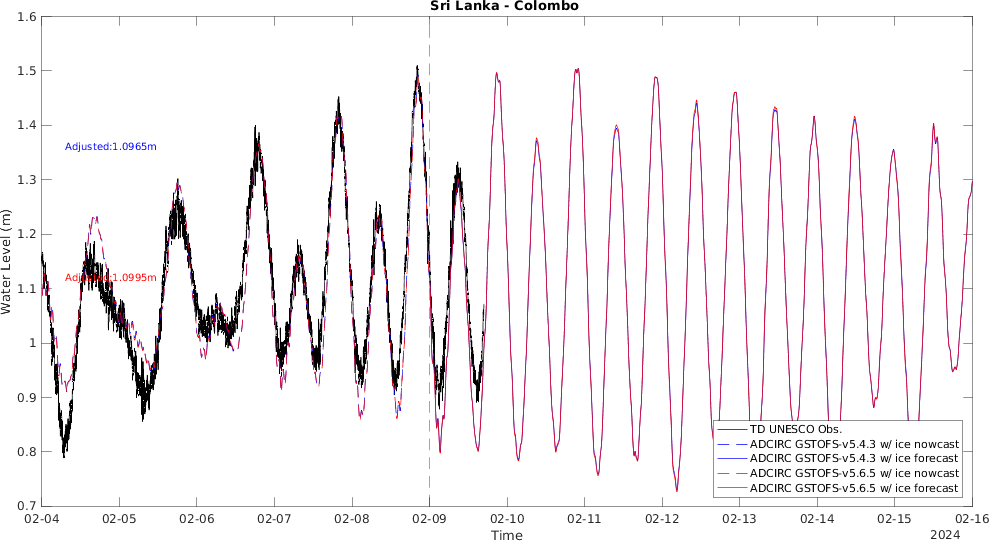 Sri Lanka - Colombo
1.6
1.5
1.4
1.3
1.2
1.1
1
0.9
0.8
0.7
Water Level (m)
Adjusted:1.0965m
Adjusted:1.0995m
TD UNESCO Obs.
ADCIRC GSTOFS-v5.4.3 w/ ice nowcast
ADCIRC GSTOFS-v5.4.3 w/ ice forecast
ADCIRC GSTOFS-v5.6.5 w/ ice nowcast
ADCIRC GSTOFS-v5.6.5 w/ ice forecast
02-04 02-05 02-06 02-07 02-08 02-09 02-10 02-11 02-12 02-13 02-14 02-15 02-16
Time
2024